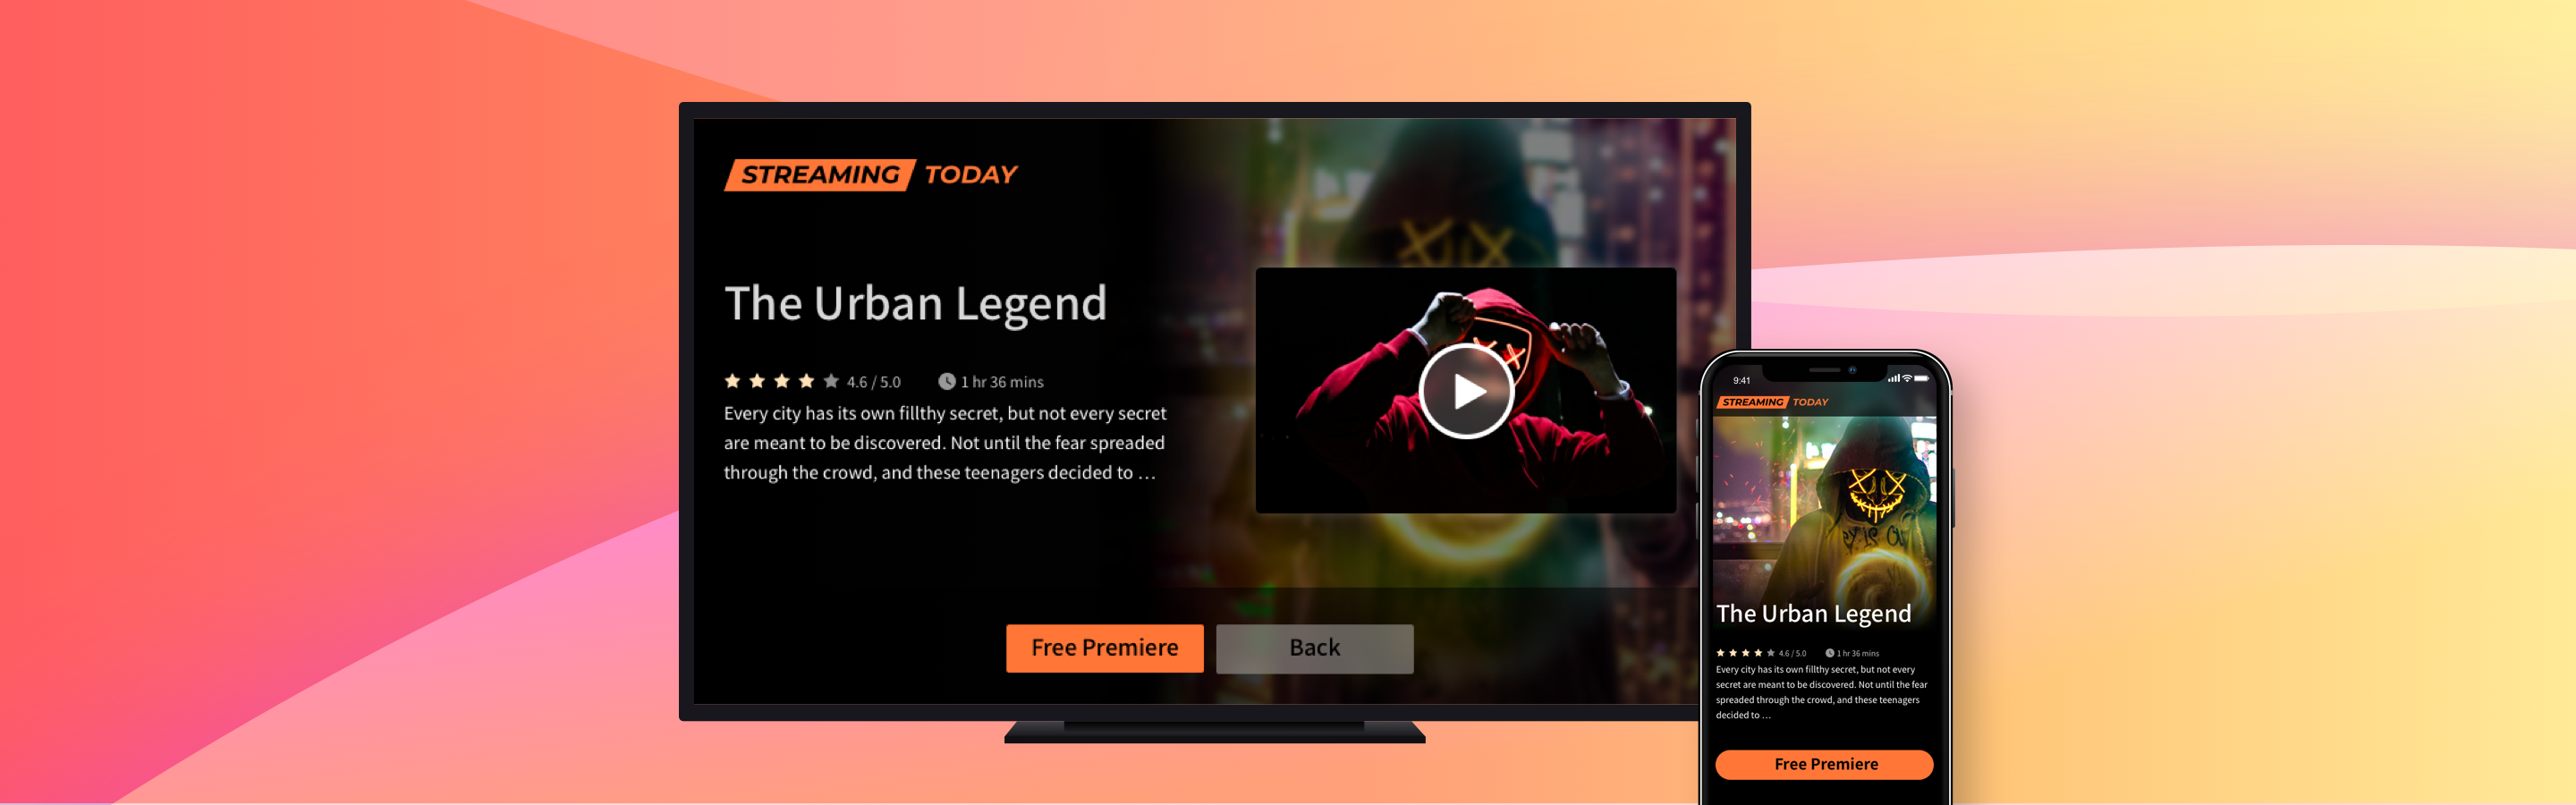 STREAMING TODAY
The Urban Legend
4.6 / 5.0 1 hr 36 mins
Every city has its own fillthy secret, but not every secret
are meant to be discovered. Not until the fear spreaded
through the crowd, and these teenagers decided to ...
Free Premiere Back
9:41
STREAMING TODAY
The Urban Legend
4.6 / 5.0 1 hr 36 mins
Every city has its own fillthy secret, but not every
secret are meant to be discovered. Not until the fear
spreaded through the crowd, and these teenagers
decided to ...
Free Premiere